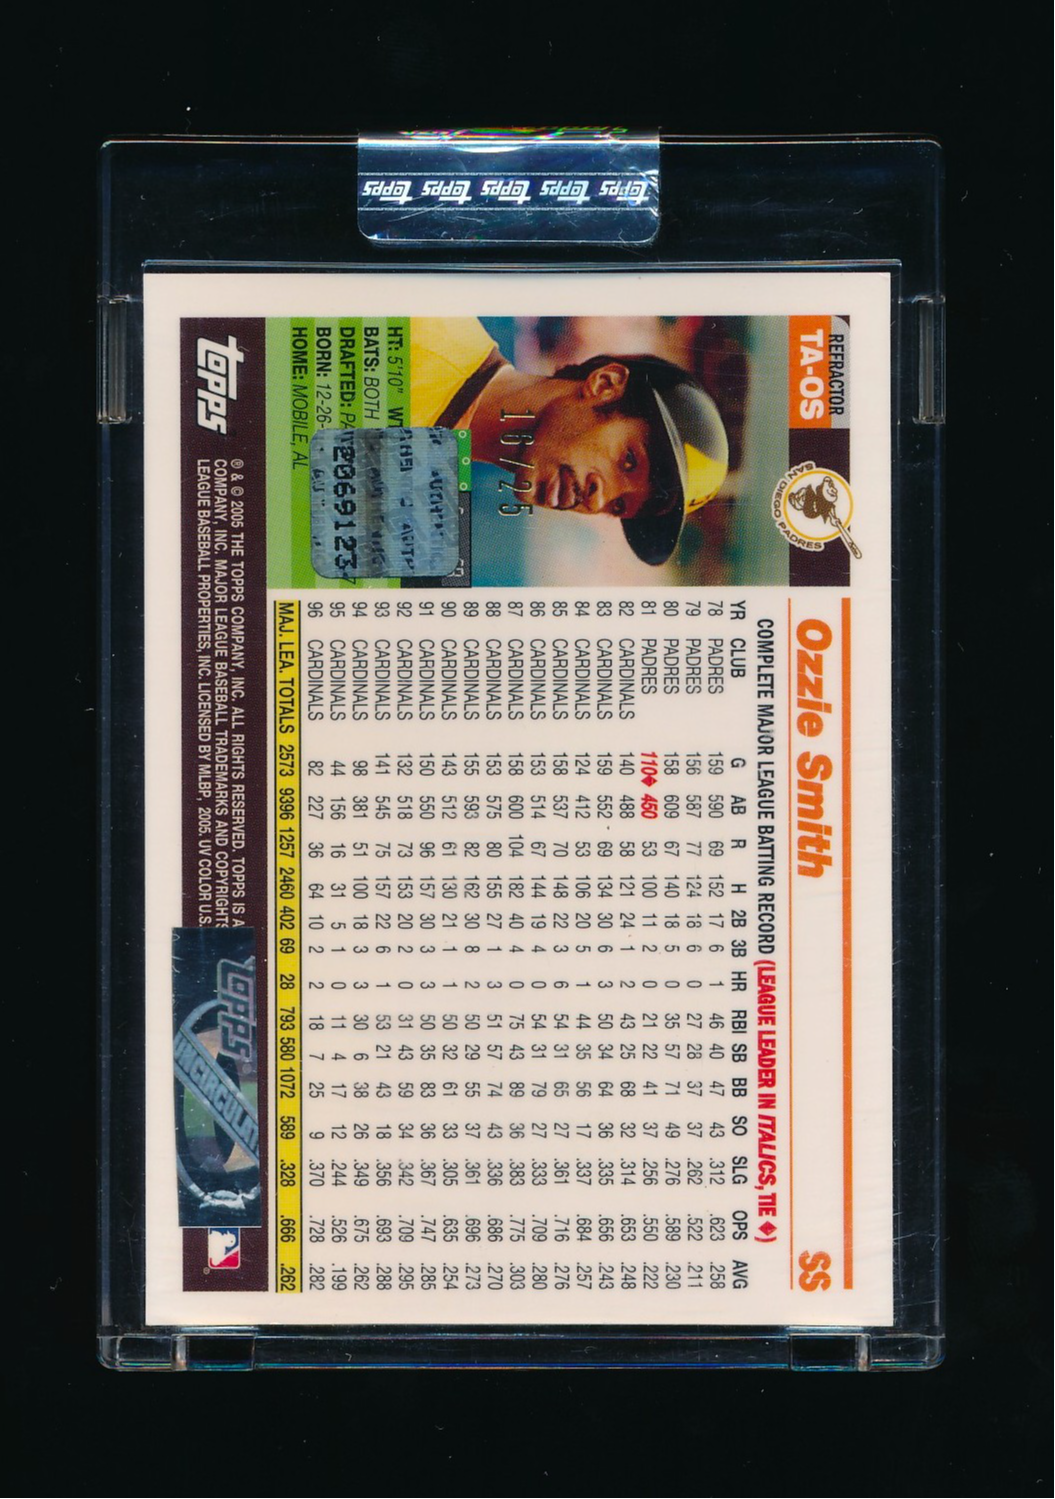 topps topps topps topps topps
REFRACTOR
TA-OS
SAN DIEGO PADRES
Ozzie Smith SS
16/25
COMPLETE MAJOR LEAGUE BATTING RECORD (LEAGUE LEADER IN ITALICS, TIE ♦)
YR CLUB G AB R H 2B 3B HR RBI SB BB SO SLG OPS AVG
78 PADRES 159 590 69 152 17 6 1 46 40 47 43 .312 .623 .258
79 PADRES 156 587 77 124 18 6 0 27 28 37 37 .262 .522 .211
80 PADRES 158 609 67 140 18 5 0 35 57 71 49 .276 .589 .230
81 PADRES 110♦ 450 53 100 11 2 0 21 22 41 37 .256 .550 .222
82 CARDINALS 140 488 58 121 24 1 2 43 25 68 32 .314 .653 .248
83 CARDINALS 159 552 69 134 30 6 3 50 34 64 36 .335 .656 .243
84 CARDINALS 124 412 53 106 20 5 1 44 35 56 17 .337 .684 .257
85 CARDINALS 158 537 70 148 22 3 6 54 31 65 27 .361 .716 .276
86 CARDINALS 153 514 67 144 19 4 0 54 31 79 27 .333 .709 .280
87 CARDINALS 158 600 104 182 40 4 0 75 43 89 36 .383 .775 .303
88 CARDINALS 153 575 80 155 27 1 3 51 57 74 43 .336 .686 .270
89 CARDINALS 155 593 82 162 30 8 2 50 29 55 37 .361 .696 .273
90 CARDINALS 143 512 61 130 21 1 1 50 32 61 33 .305 .635 .254
91 CARDINALS 150 550 96 157 30 3 3 50 35 83 36 .367 .747 .285
92 CARDINALS 132 518 73 153 20 2 0 31 43 59 34 .342 .709 .295
93 CARDINALS 141 545 75 157 22 6 1 53 21 43 18 .356 .693 .288
94 CARDINALS 98 381 51 100 18 3 3 30 6 38 26 .349 .675 .262
95 CARDINALS 44 156 16 31 5 1 0 11 4 17 12 .244 .526 .199
96 CARDINALS 82 227 36 64 10 2 2 18 7 25 9 .370 .728 .282
MAJ. LEA. TOTALS 2573 9396 1257 2460 402 69 28 793 580 1072 589 .328 .666 .262
HT: 5'10"
BATS: BOTH
DRAFTED:
BORN: 12-26-
HOME: MOBILE, AL
2069123
topps
® & © 2005 THE TOPPS COMPANY, INC. ALL RIGHTS RESERVED. TOPPS IS A
COMPANY, INC. MAJOR LEAGUE BASEBALL TRADEMARKS AND COPYRIGHTS
LEAGUE BASEBALL PROPERTIES, INC. LICENSED BY MLBP, 2005. UV COLOR U.S.
TOPPS